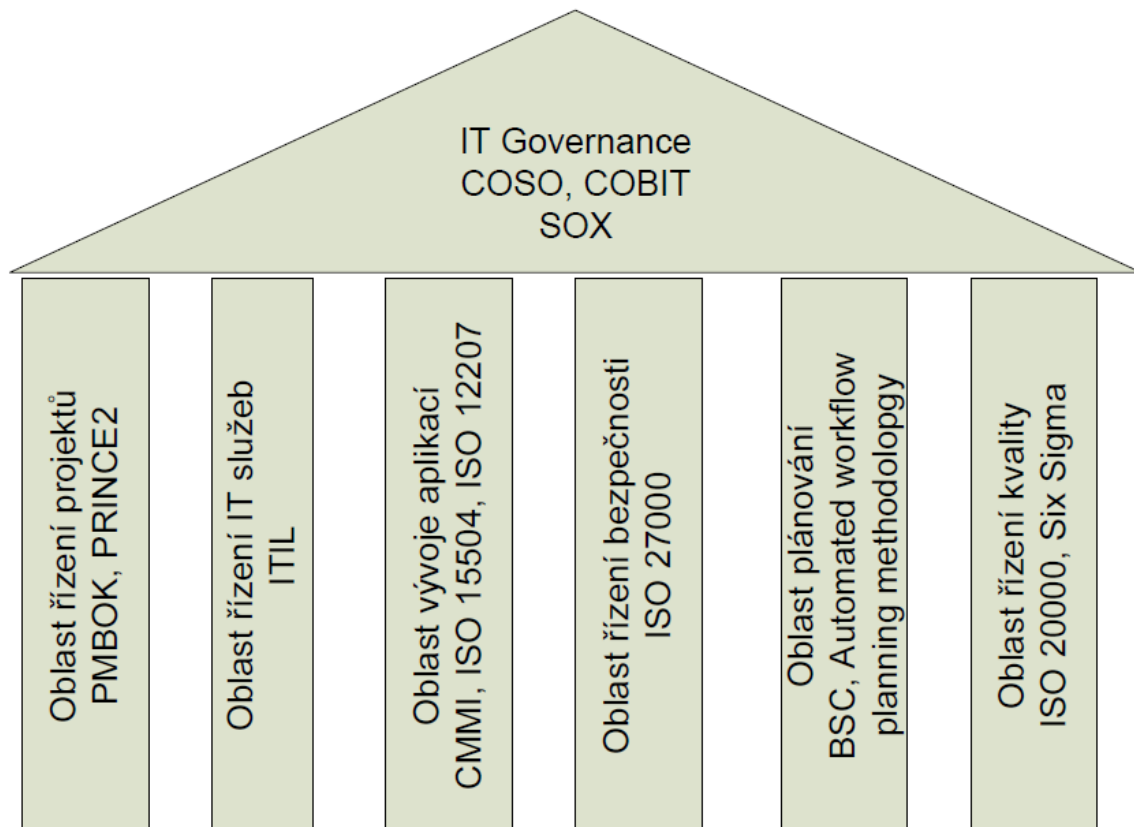 IT Governance
COSO, COBIT
SOX
Oblast řízení projektů
PMBOK, PRINCE2
Oblast řízení IT služeb
ITIL
Oblast vývoje aplikací
CMMI, ISO 15504, ISO 12207
Oblast řízení bezpečnosti
ISO 27000
Oblast plánování
BSC, Automated workflow
planning methodolopgy
Oblast řízení kvality
ISO 20000, Six Sigma